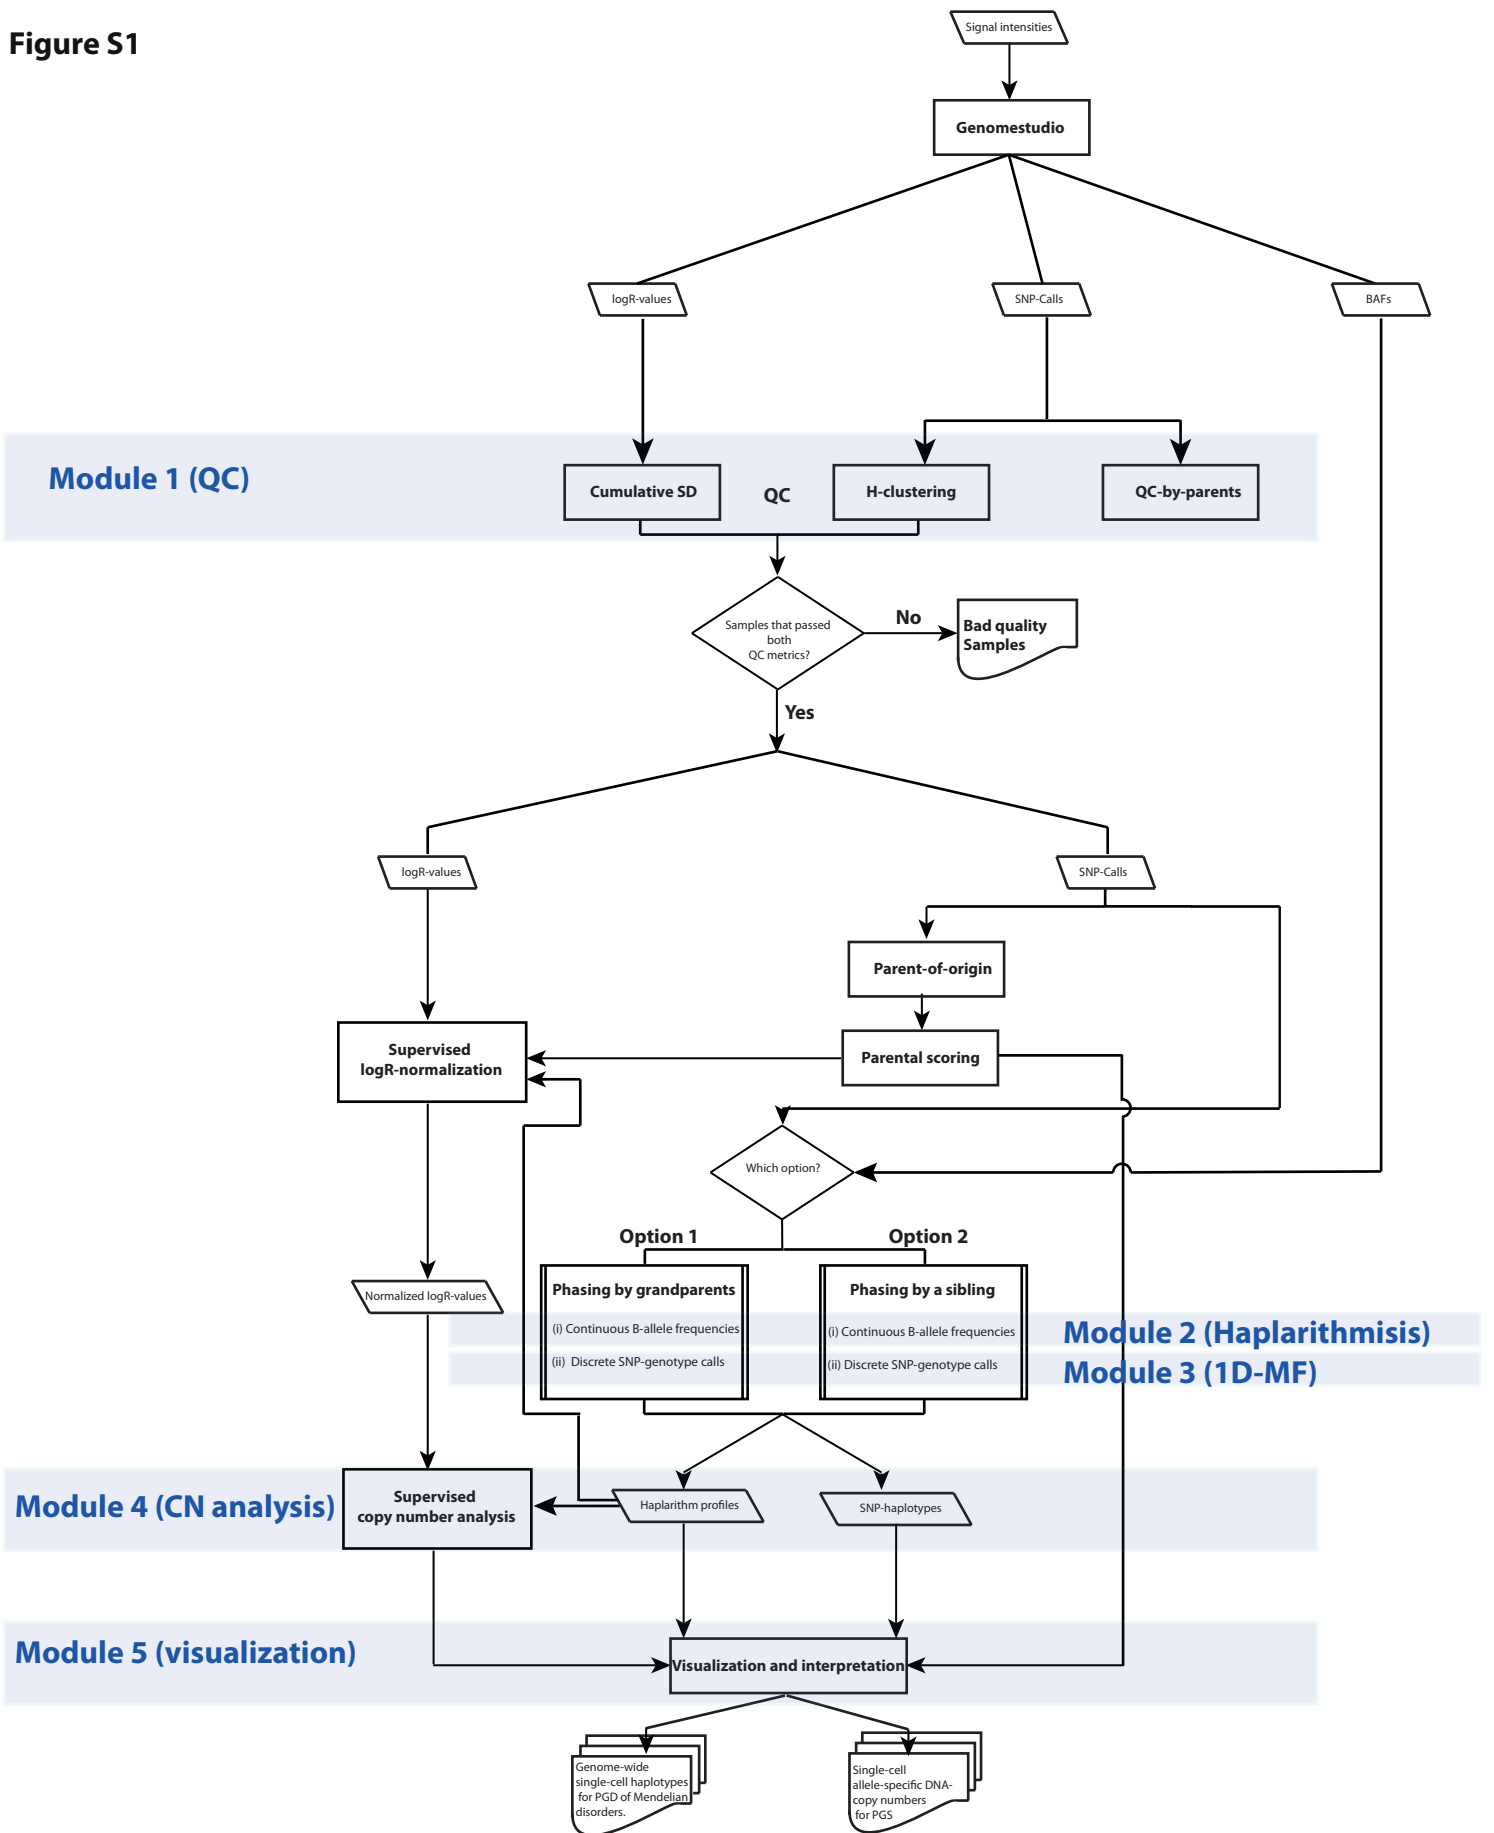 Figure S1
Signal intensities
Genomestudio
logR-values
SNP-Calls
BAFs
Module 1 (QC)
Cumulative SD
QC
H-clustering
QC-by-parents
Samples that passed
both
QC metrics?
No
Bad quality
Samples
Yes
logR-values
SNP-Calls
Parent-of-origin
Supervised
logR-normalization
Parental scoring
Which option?
Option 1
Option 2
Normalized logR-values
Phasing by grandparents
(i) Continuous B-allele frequencies
(ii) Discrete SNP-genotype calls
Phasing by a sibling
(i) Continuous B-allele frequencies
(ii) Discrete SNP-genotype calls
Module 2 (Haplarithmisis)
Module 3 (1D-MF)
Module 4 (CN analysis)
Supervised
copy number analysis
Haplarithm profiles
SNP-haplotypes
Module 5 (visualization)
Visualization and interpretation
Genome-wide
single-cell haplotypes
for PGD of Mendelian
disorders.
Single-cell
allele-specific DNA-
copy numbers
for PGS